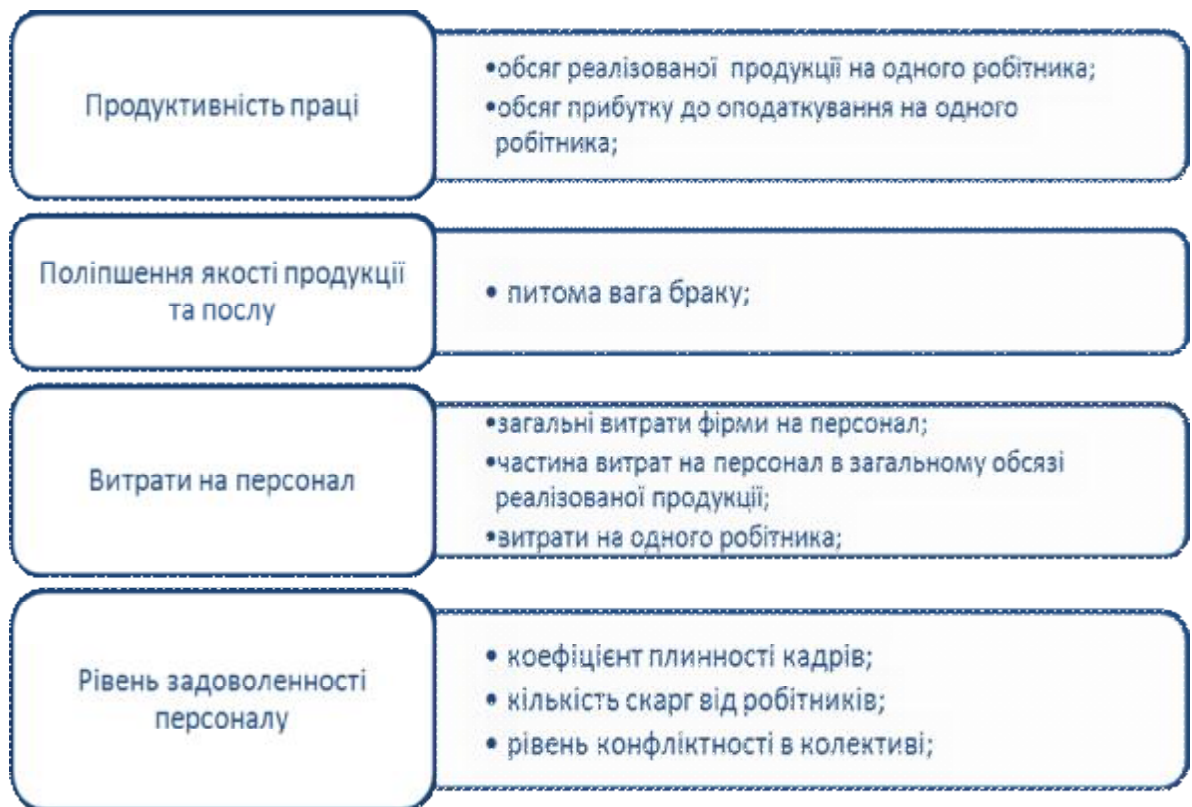 Продуктивність праці
•обсяг реалізованої продукції на одного робітника;
•обсяг прибутку до оподаткування на одного
робітника;
Поліпшення якості продукції
та послу
• питома вага браку;
Витрати на персонал
•загальні витрати фірми на персонал;
•частина витрат на персонал в загальному обсязі
реалізованої продукції;
•витрати на одного робітника;
Рівень задоволенності
персоналу
• коефіцієнт плинності кадрів;
• кількість скарг від робітників;
• рівень конфліктності в колективі;